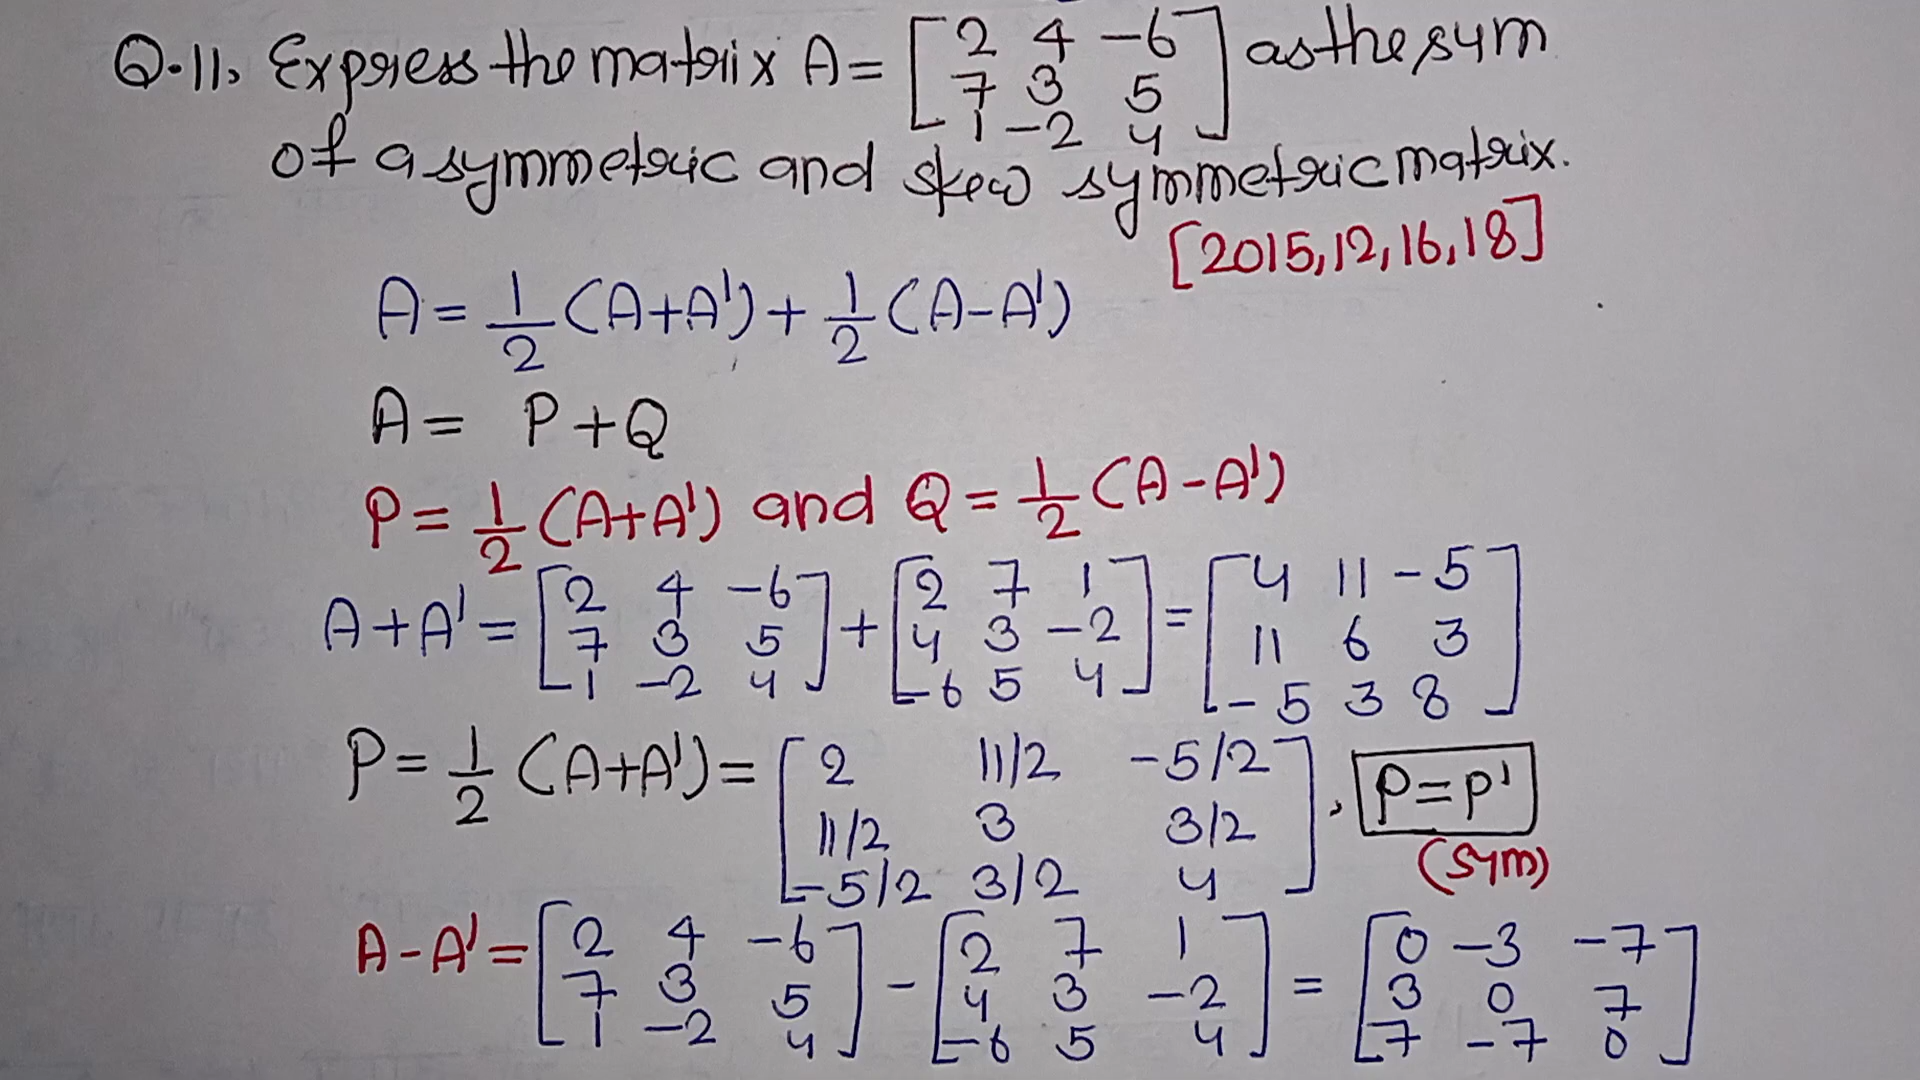 Q.11. Express the matrix A = [ 2 4 -6 ] as the sum
7 3 5
1 -2 4
of a symmetric and skew symmetric matrix.
[2015,12,16,18]
A = 1/2 (A+A') + 1/2 (A-A')
A = P+Q
P = 1/2 (A+A') and Q = 1/2 (A-A')
A+A' = [ 2 4 -6 ] + [ 2 7 1 ] = [ 4 11 -5 ]
7 3 5 4 3 -2 11 6 3
1 -2 4 -6 5 4 -5 3 8
P = 1/2 (A+A') = [ 2 11/2 -5/2 ] , P=P'
11/2 3 3/2
(sym)
-5/2 3/2 4
A-A' = [ 2 4 -6 ] - [ 2 7 1 ] = [ 0 -3 -7 ]
7 3 5 4 3 -2 3 0 7
1 -2 4 -6 5 4 7 -7 0